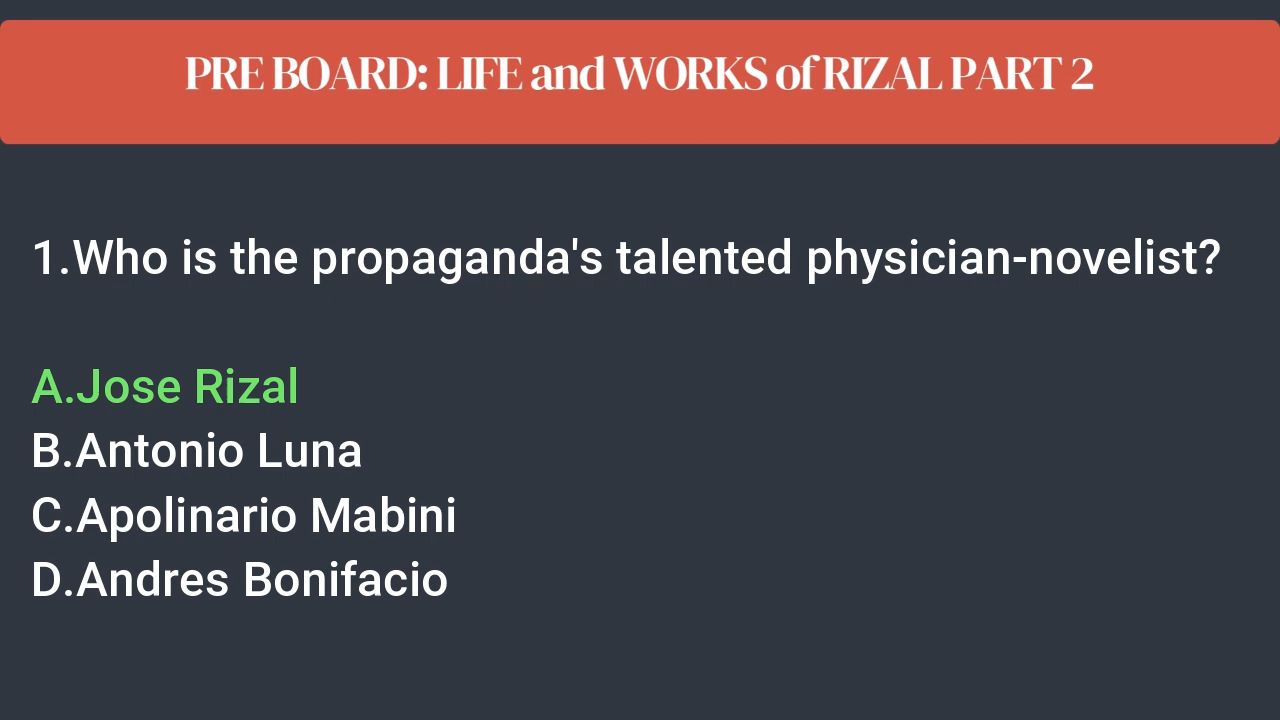 PRE BOARD: LIFE and WORKS of RIZAL PART 2
1.Who is the propaganda's talented physician-novelist?
A.Jose Rizal
B.Antonio Luna
C.Apolinario Mabini
D.Andres Bonifacio